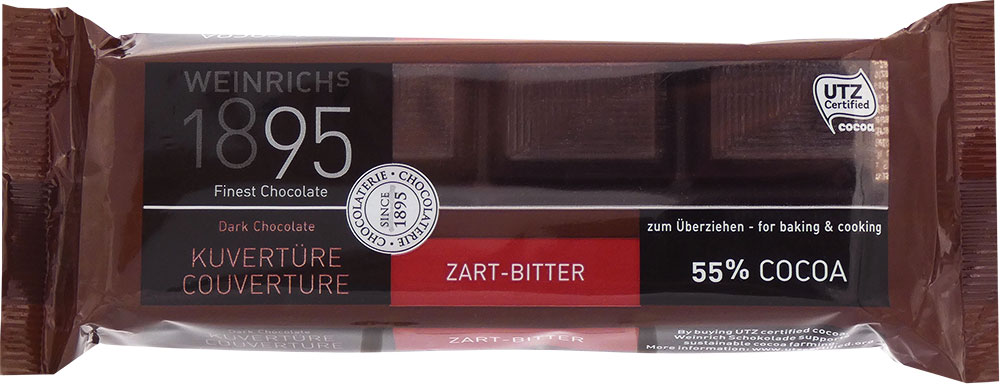 WEINRICHS
1895
Finest Chocolate
UTZ
Certified
cocoa
CHOCOLATERIE • CHOCOLATERIE •
SINCE
1895
Dark Chocolate
KUVERTÜRE
COUVERTURE
ZART-BITTER
zum Überziehen - for baking & cooking
55% COCOA
Dark Chocolate
KUVERTÜRE
COUVERTURE
ZART-BITTER
By buying UTZ certified cocoa
Weinrich Schokolade supports
sustainable cocoa farming.
More information: